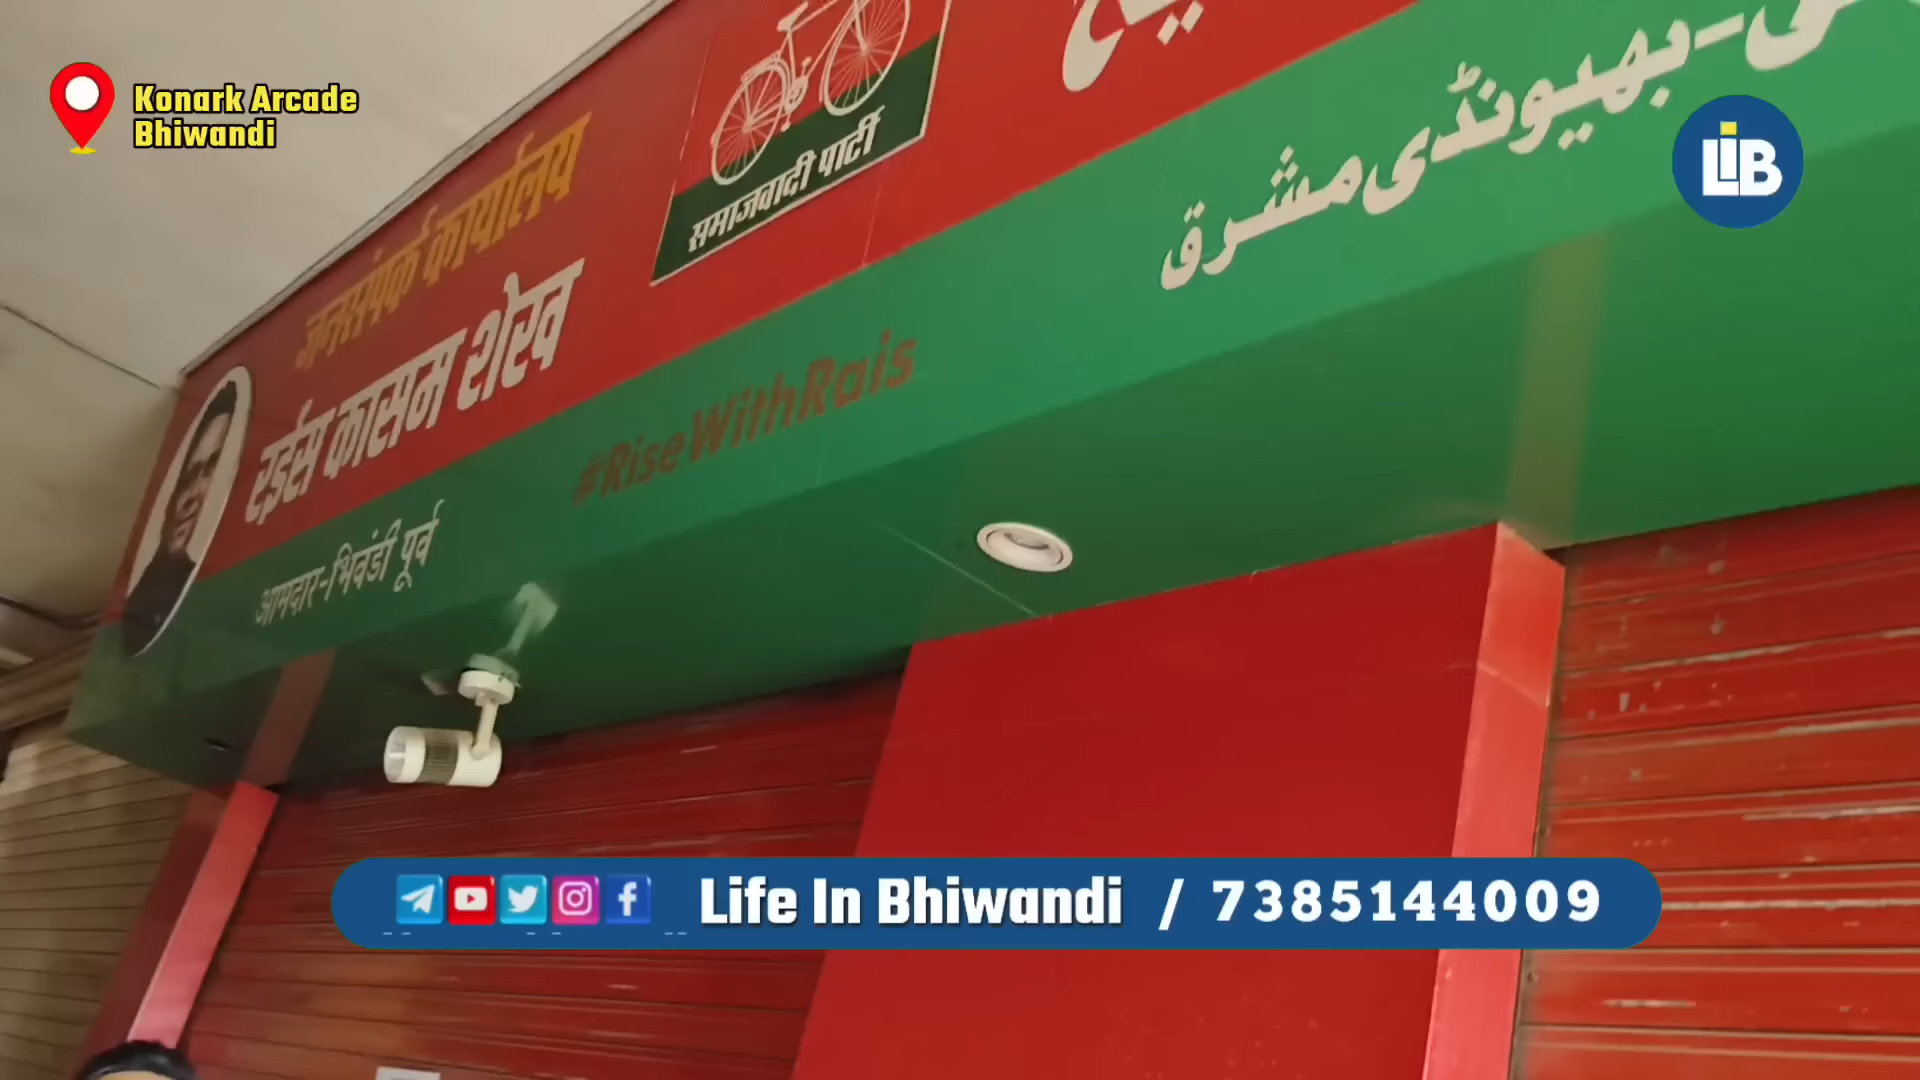 Konark Arcade
Bhiwandi
LIB
जनसंपर्क कार्यालय
रईस कासम शेख
आमदार-भिवंडी पूर्व
समाजवादी पार्टी
#RiseWithRais
بھیونڈی مشرق
Life In Bhiwandi / 7385144009